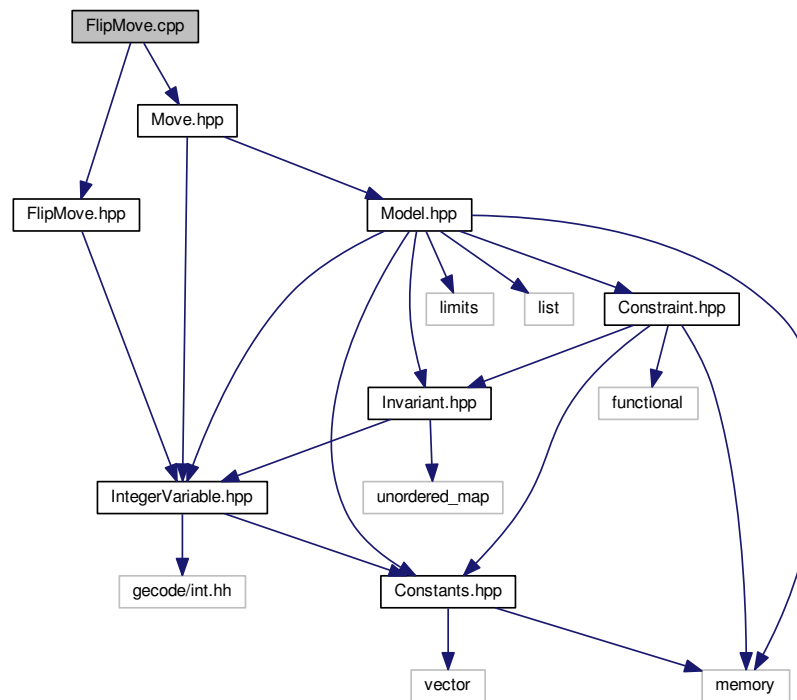 FlipMove.cpp
Move.hpp
FlipMove.hpp
Model.hpp
limits
list
Constraint.hpp
Invariant.hpp
functional
IntegerVariable.hpp
unordered_map
gecode/int.hh
Constants.hpp
vector
memory